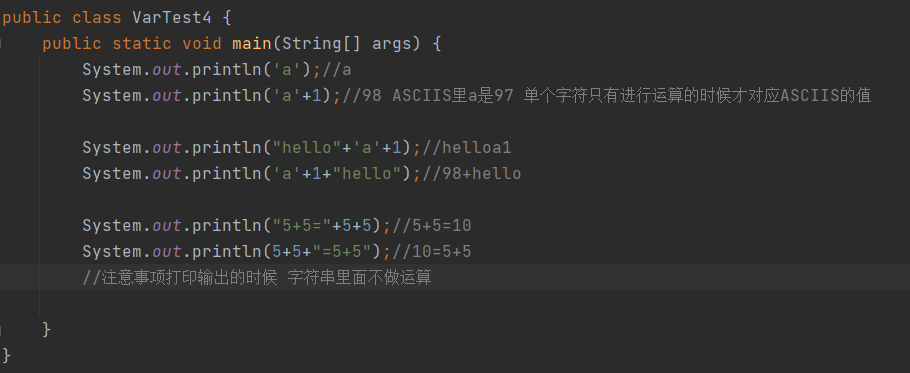 public class VarTest4 {
public static void main(String[] args) {
System.out.println('a');//a
System.out.println('a'+1);//98 ASCIIS里a是97 单个字符只有进行运算的时候才对应ASCIIS的值
System.out.println("hello"+'a'+1);//helloa1
System.out.println('a'+1+"hello");//98+hello
System.out.println("5+5="+5+5);//5+5=10
System.out.println(5+5+"=5+5");//10=5+5
//注意事项打印输出的时候 字符串里面不做运算
}
}